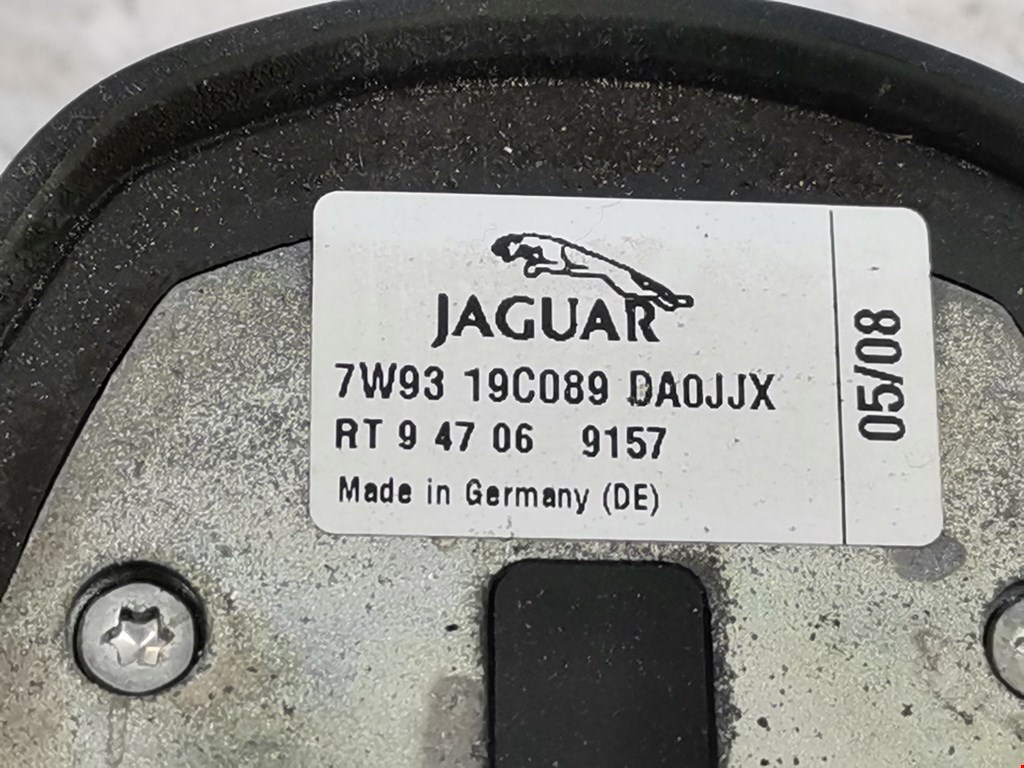 JAGUAR
7W93 19C089 DA0JJX
RT 9 47 06 9157
Made in Germany (DE)
05/08